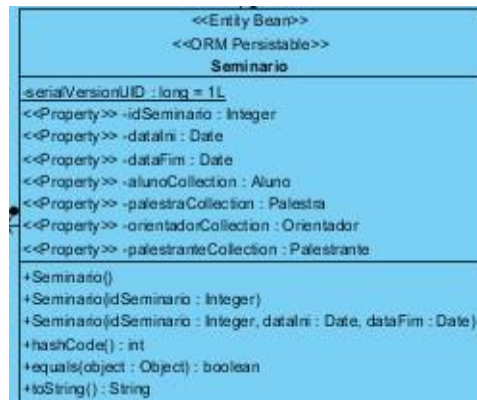 <<Entity Bean>>
<<ORM Persistable>>
Seminario
-serialVersionUID : long = 1L
<<Property>> -idSeminario : Integer
<<Property>> -dataIni : Date
<<Property>> -dataFim : Date
<<Property>> -alunoCollection : Aluno
<<Property>> -palestraCollection : Palestra
<<Property>> -orientadorCollection : Orientador
<<Property>> -palestranteCollection : Palestrante
+Seminario()
+Seminario(idSeminario : Integer)
+Seminario(idSeminario : Integer, dataIni : Date, dataFim : Date)
+hashCode() : int
+equals(object : Object) : boolean
+toString() : String